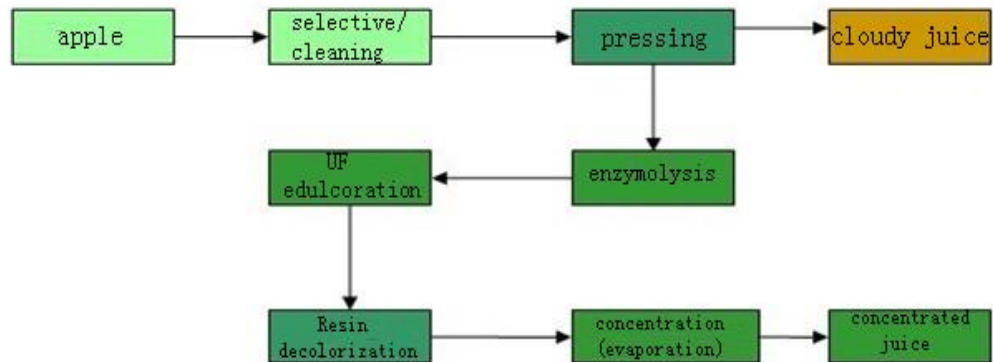 apple
selective/
cleaning
pressing
cloudy juice
UF
edulcoration
enzymolysis
Resin
decolorization
concentration
(evaporation)
concentrated
juice